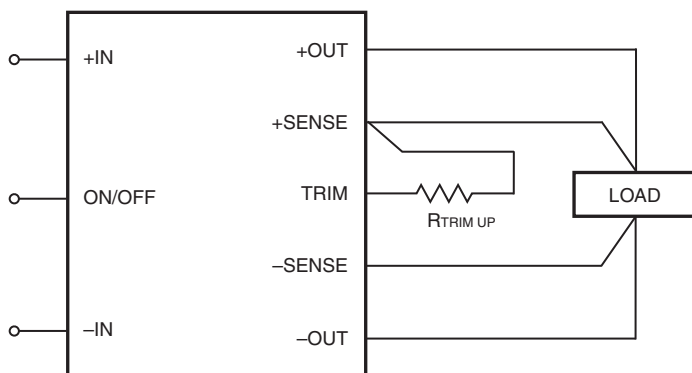 +IN
+OUT
+SENSE
ON/OFF
TRIM
RTRIM UP
LOAD
–SENSE
–IN
–OUT